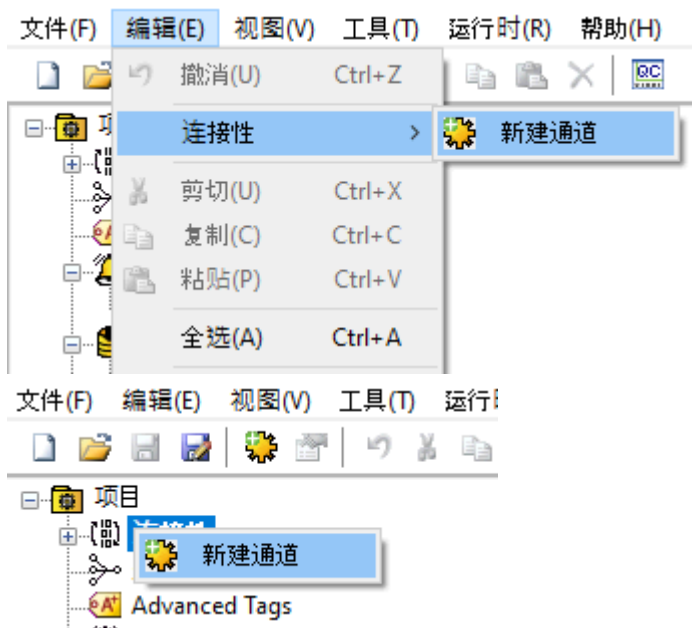 文件(F) 编辑(E) 视图(V) 工具(T) 运行时(R) 帮助(H)
撤消(U) Ctrl+Z
QC
连接性 > 新建通道
剪切(U) Ctrl+X
复制(C) Ctrl+C
粘贴(P) Ctrl+V
全选(A) Ctrl+A
文件(F) 编辑(E) 视图(V) 工具(T) 运行
项目
新建通道
Advanced Tags